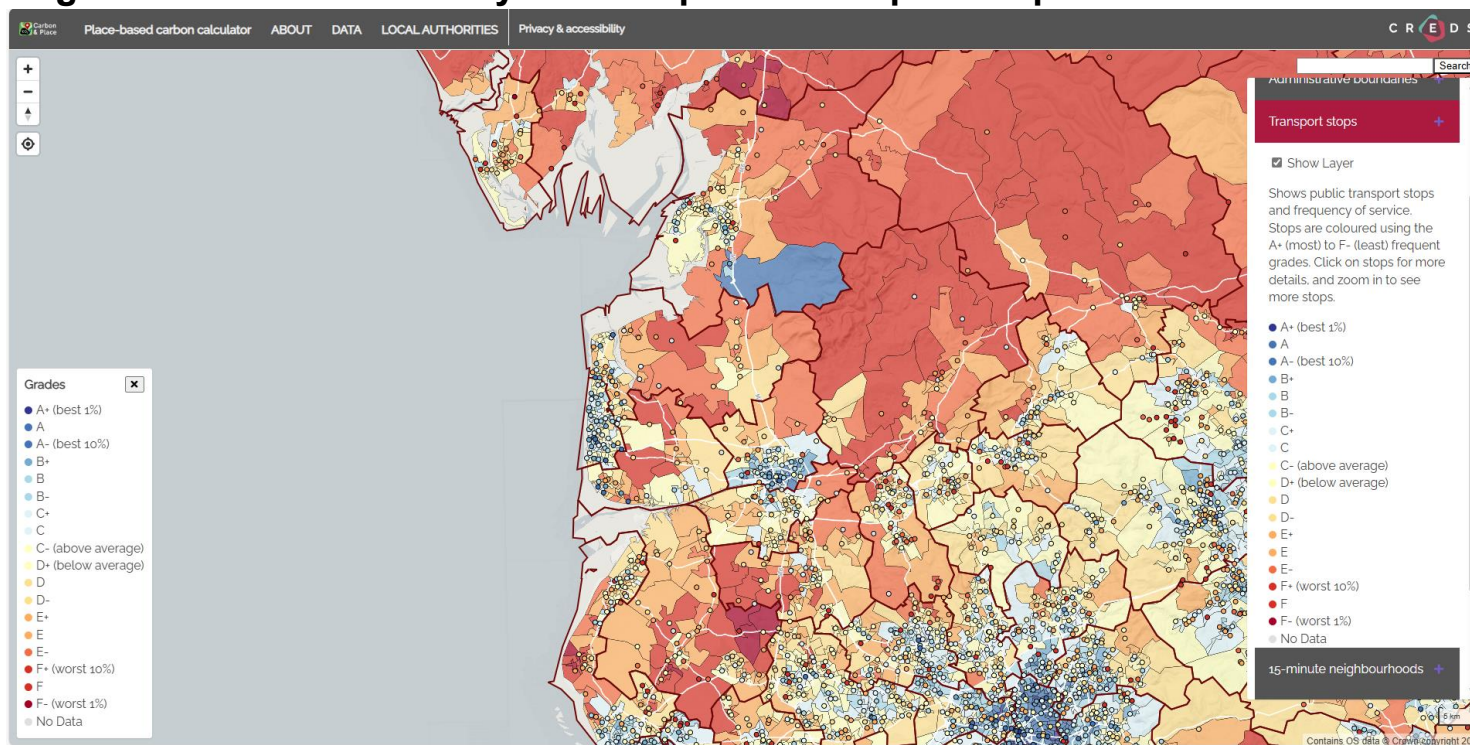 Carbon
& Place
Place-based carbon calculator ABOUT DATA LOCAL AUTHORITIES Privacy & accessibility
C R E D S
+
−
Search
Administrative boundaries +
Transport stops +
Show Layer
Shows public transport stops
and frequency of service.
Stops are coloured using the
A+ (most) to F- (least) frequent
grades. Click on stops for more
details, and zoom in to see
more stops.
A+ (best 1%)
A
A- (best 10%)
B+
B
B-
C+
C
C- (above average)
D+ (below average)
D
D-
E+
E
E-
F+ (worst 10%)
F
F- (worst 1%)
No Data
15-minute neighbourhoods +
Grades
A+ (best 1%)
A
A- (best 10%)
B+
B
B-
C+
C
C- (above average)
D+ (below average)
D
D-
E+
E
E-
F+ (worst 10%)
F
F- (worst 1%)
No Data
5 km
Contains OS data © Crown copyright 20